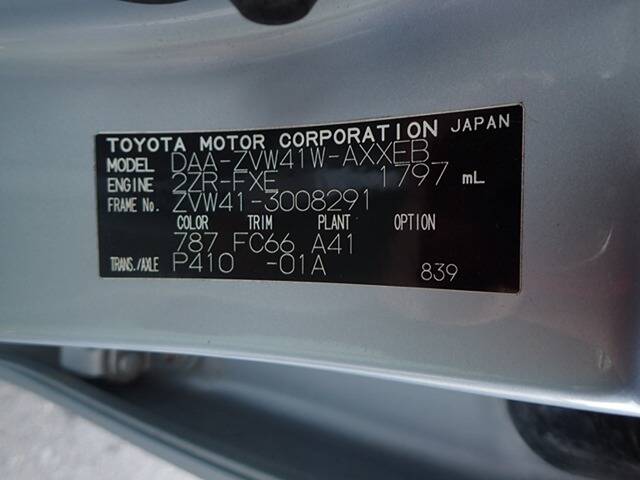 TOYOTA MOTOR CORPORATION JAPAN
MODEL DAA-ZVW41W-AXXEB
ENGINE 2ZR-FXE 1797 mL
FRAME No. ZVW41-3008291
COLOR TRIM PLANT OPTION
787 FC66 A41
TRANS./AXLE P410 -01A 839